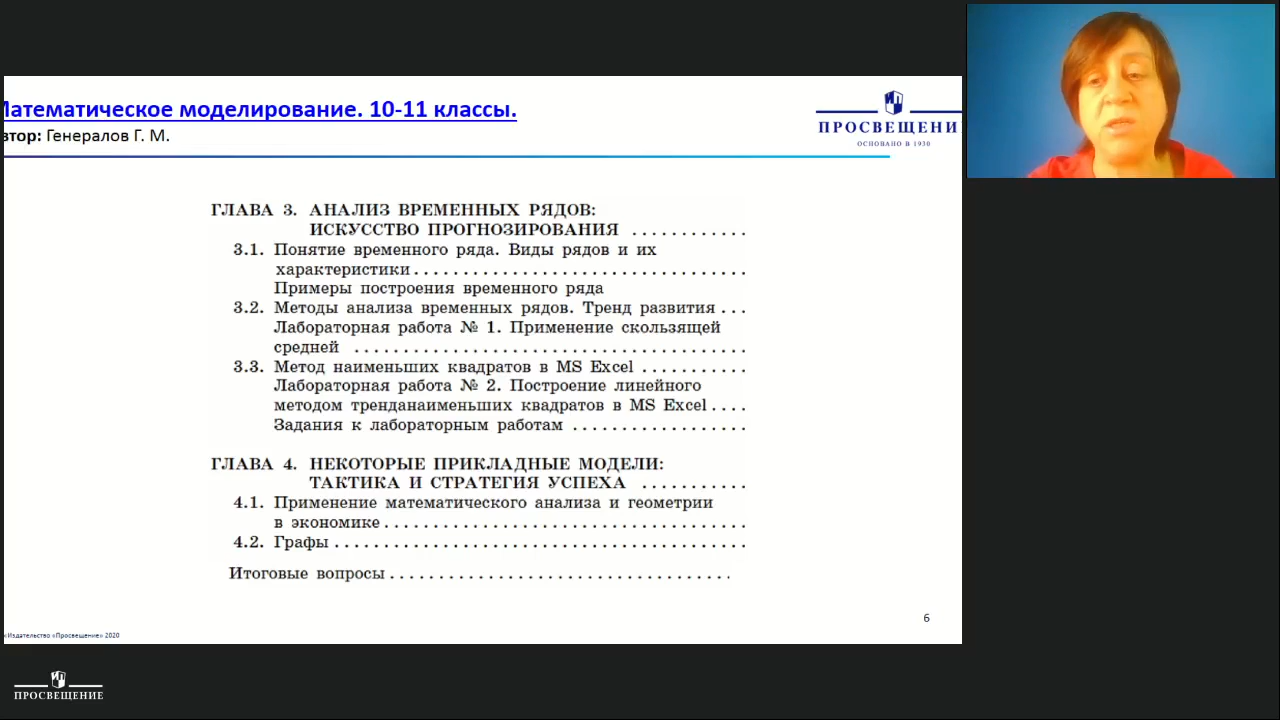 Математическое моделирование. 10-11 классы.
втор: Генералов Г. М.
ПРОСВЕЩЕНИ
ОСНОВАНО В 1930
ГЛАВА 3. АНАЛИЗ ВРЕМЕННЫХ РЯДОВ:
ИСКУССТВО ПРОГНОЗИРОВАНИЯ ............
3.1. Понятие временного ряда. Виды рядов и их
характеристики..................................
Примеры построения временного ряда
3.2. Методы анализа временных рядов. Тренд развития ...
Лабораторная работа № 1. Применение скользящей
средней ........................................
3.3. Метод наименьших квадратов в MS Excel ...........
Лабораторная работа № 2. Построение линейного
методом тренданаименьших квадратов в MS Excel ....
Задания к лабораторным работам ..................
ГЛАВА 4. НЕКОТОРЫЕ ПРИКЛАДНЫЕ МОДЕЛИ:
ТАКТИКА И СТРАТЕГИЯ УСПЕХА ...........
4.1. Применение математического анализа и геометрии
в экономике .....................................
4.2. Графы ..........................................
Итоговые вопросы ...................................
6
«Издательство «Просвещение» 2020
ПРОСВЕЩЕНИЕ